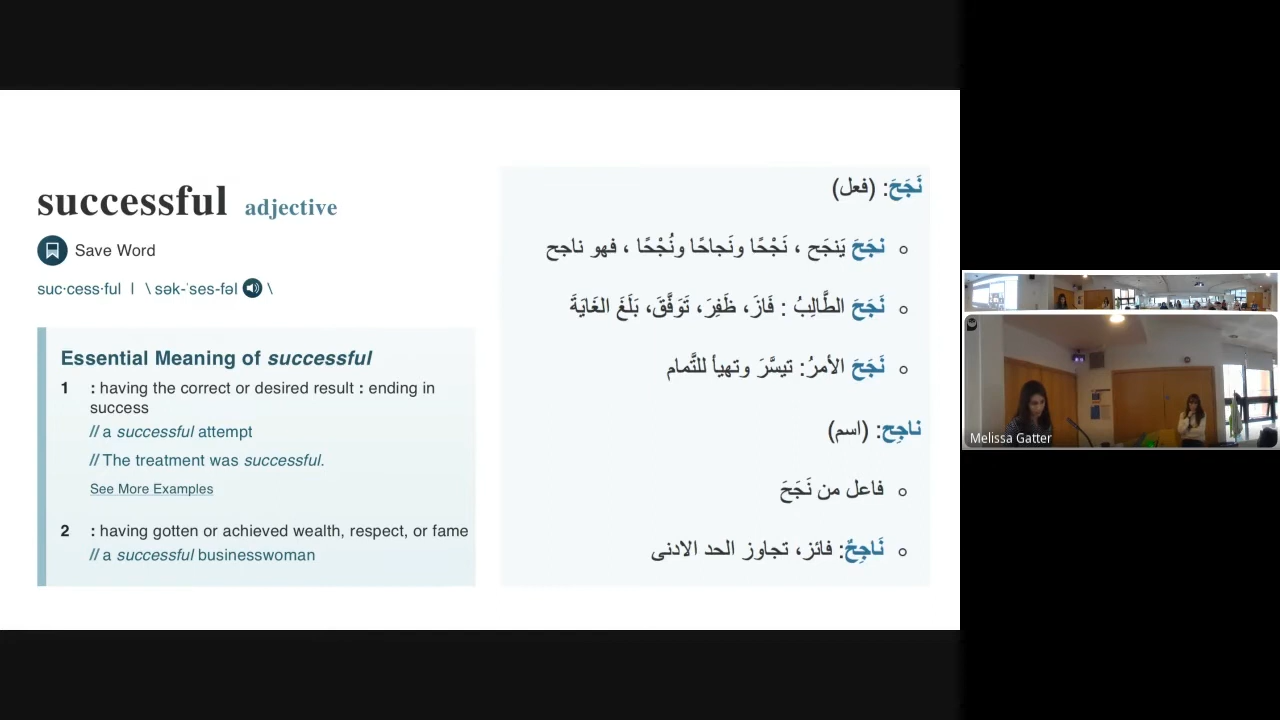 successful adjective
Save Word
suc·cess·ful | \ sək-ˈses-fəl \
Essential Meaning of successful
1 : having the correct or desired result : ending in
success
// a successful attempt
// The treatment was successful.
See More Examples
2 : having gotten or achieved wealth, respect, or fame
// a successful businesswoman
نَجَحَ: (فعل)
نجَحَ يَنجَح ، نَجْحًا ونَجاحًا ونُجْحًا ، فهو ناجح
نَجَحَ الطَّالِبُ : فَازَ، ظَفِرَ، تَوَفَّقَ، بَلَغَ الغَايَةَ
نَجَحَ الأمرُ: تيسَّرَ وتهيأ للتَّمام
ناجِح: (اسم)
فاعل من نَجَحَ
نَاجِحٌ: فائز، تجاوز الحد الادنى
Melissa Gatter